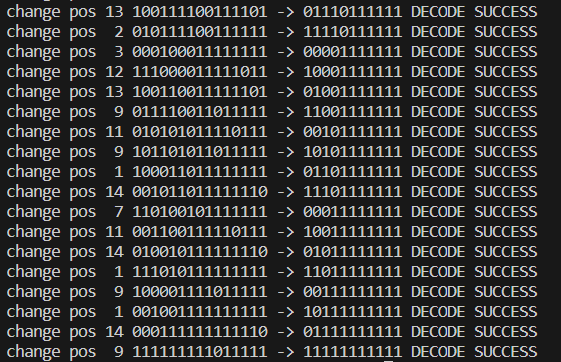 change pos 13 100111100111101 -> 01110111111 DECODE SUCCESS
change pos  2 010111100111111 -> 11110111111 DECODE SUCCESS
change pos  3 000100011111111 -> 00001111111 DECODE SUCCESS
change pos 12 111000011111011 -> 10001111111 DECODE SUCCESS
change pos 13 100110011111101 -> 01001111111 DECODE SUCCESS
change pos  9 011110011011111 -> 11001111111 DECODE SUCCESS
change pos 11 010101011110111 -> 00101111111 DECODE SUCCESS
change pos  9 101101011011111 -> 10101111111 DECODE SUCCESS
change pos  1 100011011111111 -> 01101111111 DECODE SUCCESS
change pos 14 001011011111110 -> 11101111111 DECODE SUCCESS
change pos  7 110100101111111 -> 00011111111 DECODE SUCCESS
change pos 11 001100111110111 -> 10011111111 DECODE SUCCESS
change pos 14 010010111111110 -> 01011111111 DECODE SUCCESS
change pos  1 111010111111111 -> 11011111111 DECODE SUCCESS
change pos  9 100001111011111 -> 00111111111 DECODE SUCCESS
change pos  1 001001111111111 -> 10111111111 DECODE SUCCESS
change pos 14 000111111111110 -> 01111111111 DECODE SUCCESS
change pos  9 111111111011111 -> 11111111111 DECODE SUCCESS